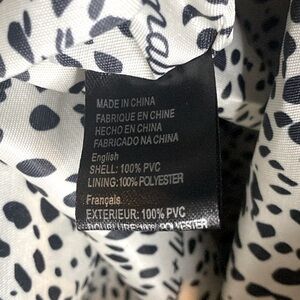 MADE IN CHINA
FABRIQUE EN CHINE
HECHO EN CHINA
FABRICADO NA CHINA
English
SHELL: 100% PVC
LINING:100% POLYESTER
Français
EXTERIEUR: 100% PVC
POLYESTER